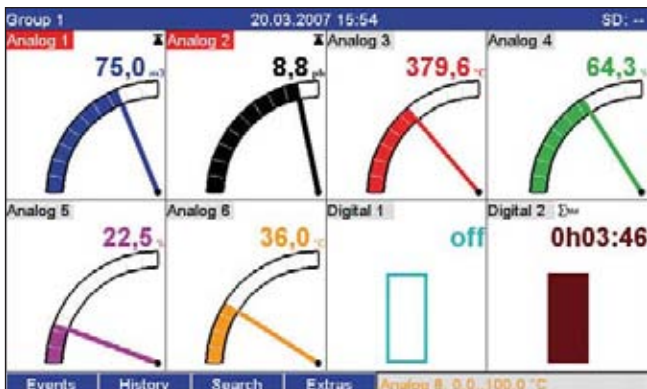 Group 1 20.03.2007 15:54 SD: --
Analog 1 Analog 2 Analog 3 Analog 4
75,0 m3 8,8 ph 379,6 °C 64,3
Analog 5 Analog 6 Digital 1 Digital 2
22,5 % 36,0 °C off 0h03:46
Events History Search Extras Analog 6, 0,0..100,0 °C